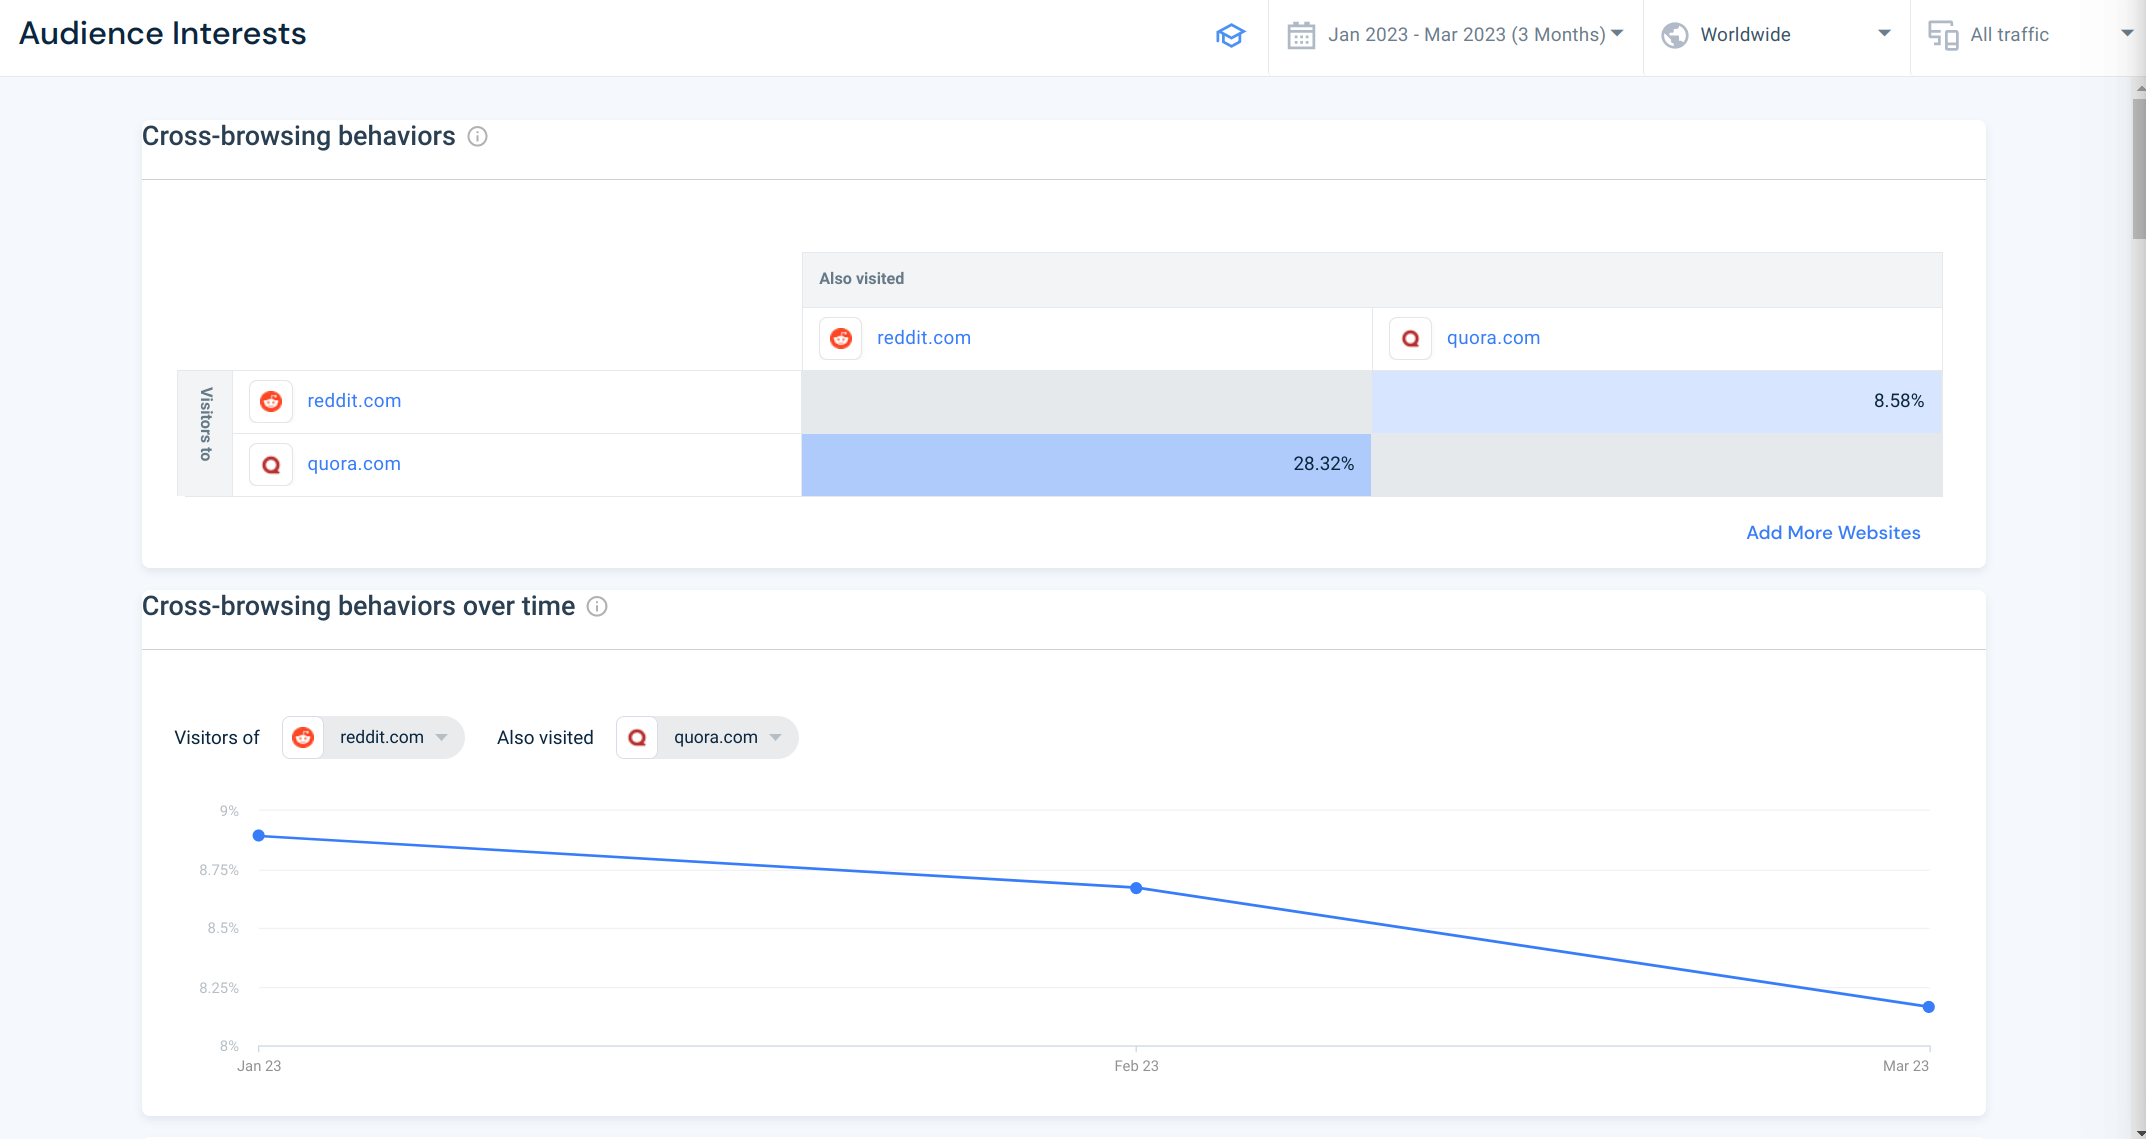 Audience Interests
Jan 2023 - Mar 2023 (3 Months)
Worldwide
All traffic
Cross-browsing behaviors
Also visited
reddit.com
quora.com
Visitors to
reddit.com
8.58%
quora.com
28.32%
Add More Websites
Cross-browsing behaviors over time
Visitors of
reddit.com
Also visited
quora.com
9%
8.75%
8.5%
8.25%
8%
Jan 23
Feb 23
Mar 23